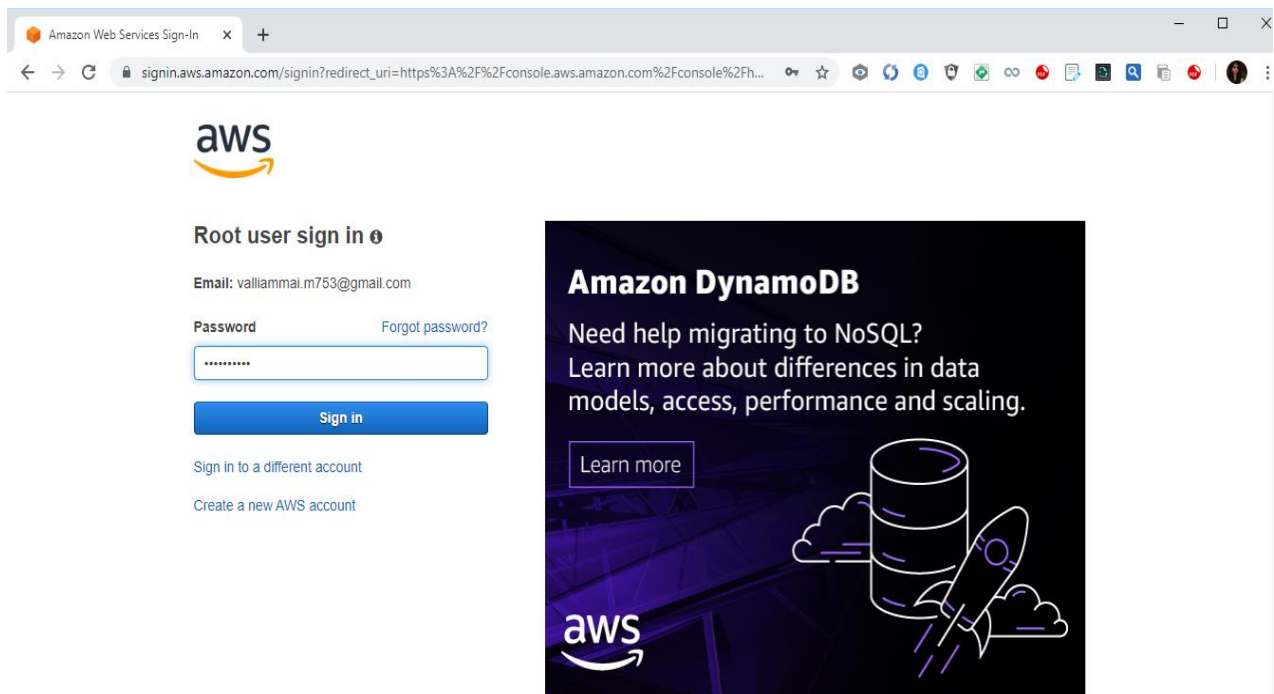 Amazon Web Services Sign-In
signin.aws.amazon.com/signin?redirect_uri=https%3A%2F%2Fconsole.aws.amazon.com%2Fconsole%2Fh...
aws
Root user sign in
Email: valliammai.m753@gmail.com
Password Forgot password?
Sign in
Sign in to a different account
Create a new AWS account
Amazon DynamoDB
Need help migrating to NoSQL?
Learn more about differences in data
models, access, performance and scaling.
Learn more
aws